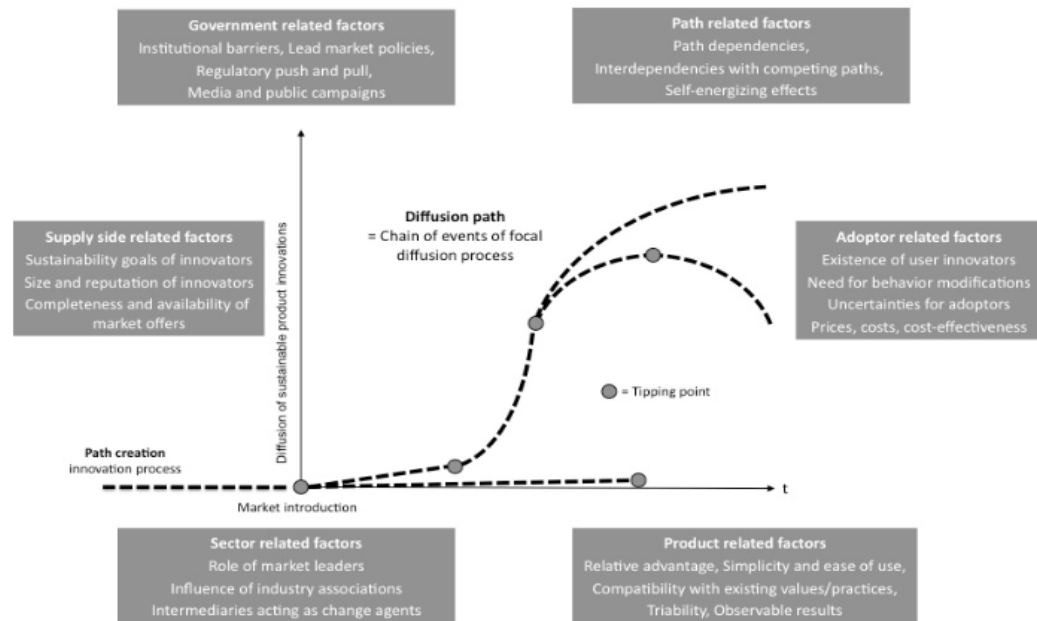 Government related factors
Institutional barriers, Lead market policies,
Regulatory push and pull,
Media and public campaigns
Path related factors
Path dependencies,
Interdependencies with competing paths,
Self-energizing effects
Supply side related factors
Sustainability goals of innovators
Size and reputation of innovators
Completeness and availability of
market offers
Diffusion of sustainable product innovations
Diffusion path
= Chain of events of focal
diffusion process
Adoptor related factors
Existence of user innovators
Need for behavior modifications
Uncertainties for adoptors
Prices, costs, cost-effectiveness
= Tipping point
Path creation
innovation process
Market introduction
t
Sector related factors
Role of market leaders
Influence of industry associations
Intermediaries acting as change agents
Product related factors
Relative advantage, Simplicity and ease of use,
Compatibility with existing values/practices,
Triability, Observable results